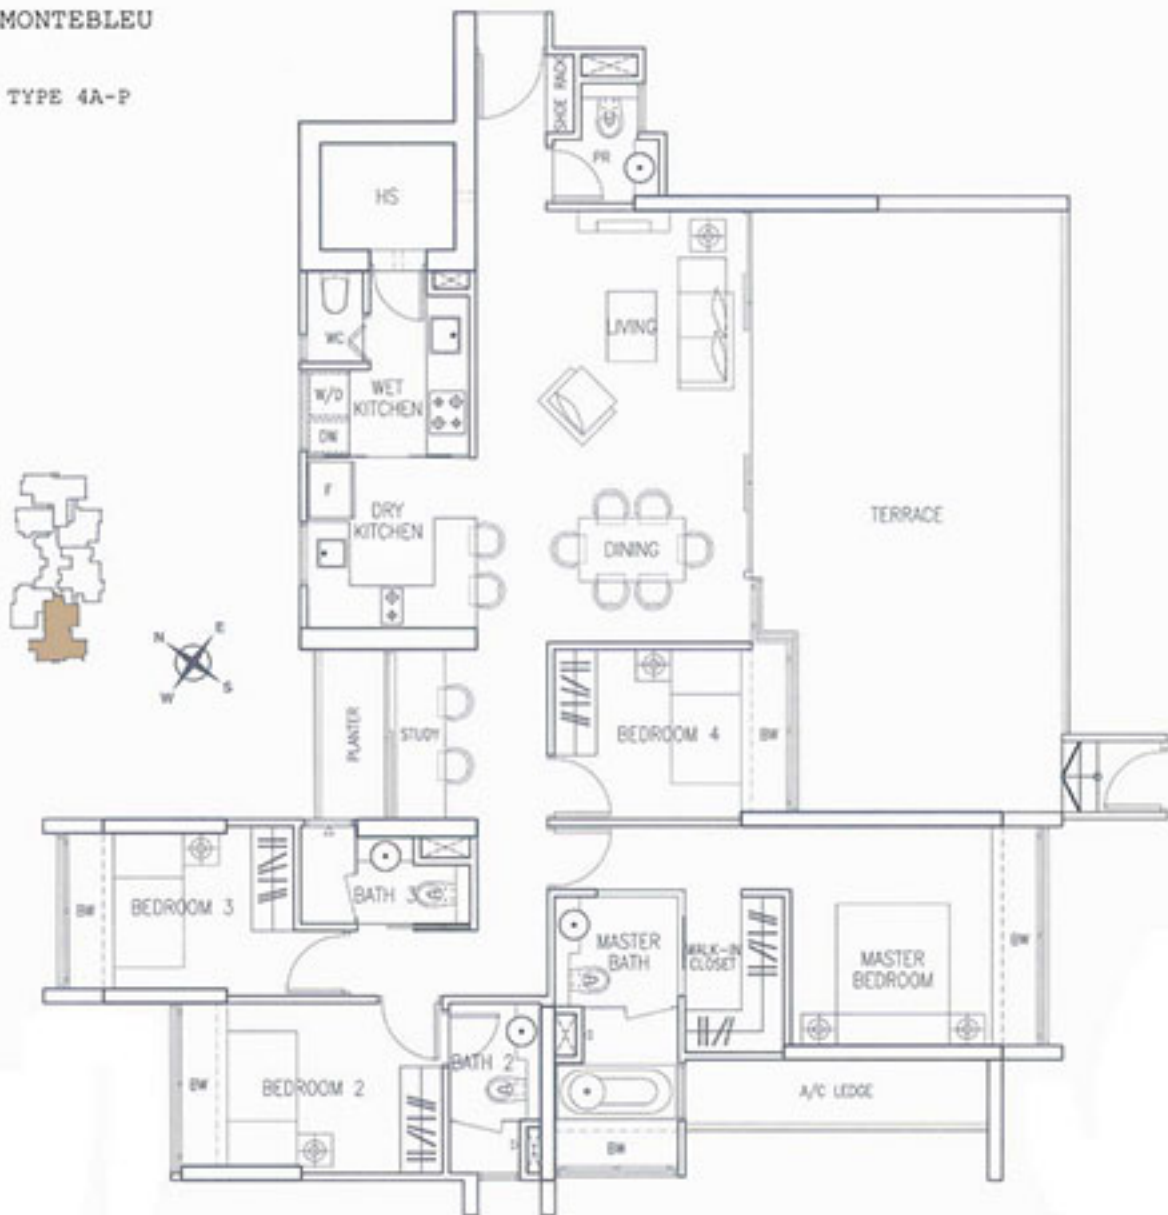 MONTEBLEU
TYPE 4A-P
SHOE RACK
PR
HS
WC
W/D
DW
WET
KITCHEN
LIVING
F
DRY
KITCHEN
DINING
TERRACE
N
E
W
S
PLANTER
STUDY
BEDROOM 4
BW
BW
BEDROOM 3
BATH 3
MASTER
BATH
WALK-IN
CLOSET
MASTER
BEDROOM
BW
BW
BEDROOM 2
BATH 2
BW
A/C LEDGE